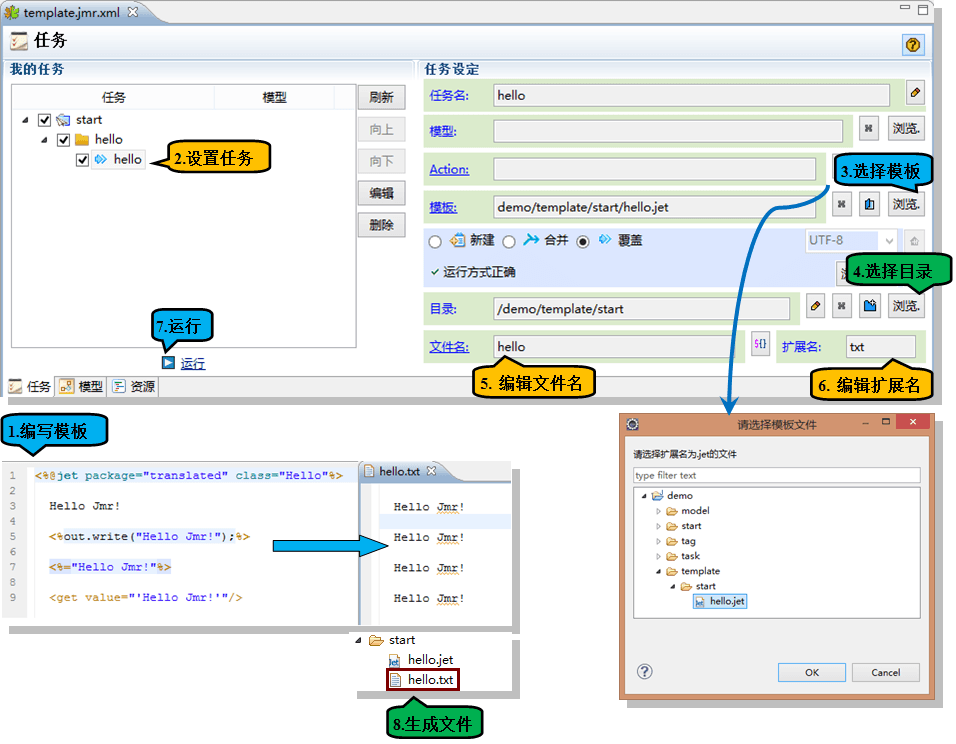 template.jmr.xml
任务
我的任务
任务 模型
start
hello
hello
2.设置任务
刷新
向上
向下
编辑
删除
7.运行
运行
任务 模型 资源
任务设定
任务名: hello
模型: 浏览.
Action:
3.选择模板
模板: demo/template/start/hello.jet 浏览.
新建 合并 覆盖 UTF-8
运行方式正确
4.选择目录
目录: /demo/template/start 浏览.
文件名: hello ${} 扩展名: txt
5. 编辑文件名
6. 编辑扩展名
1.编写模板
1 <%@jet package="translated" class="Hello"%>
2
3 Hello Jmr!
4
5 <%out.write("Hello Jmr!");%>
6
7 <%="Hello Jmr!"%>
8
9 <get value="'Hello Jmr!'"/>
hello.txt
Hello Jmr!
Hello Jmr!
Hello Jmr!
Hello Jmr!
start
hello.jet
hello.txt
8.生成文件
请选择模板文件
请选择扩展名为.jet的文件
type filter text
demo
model
start
tag
task
template
start
hello.jet
OK Cancel